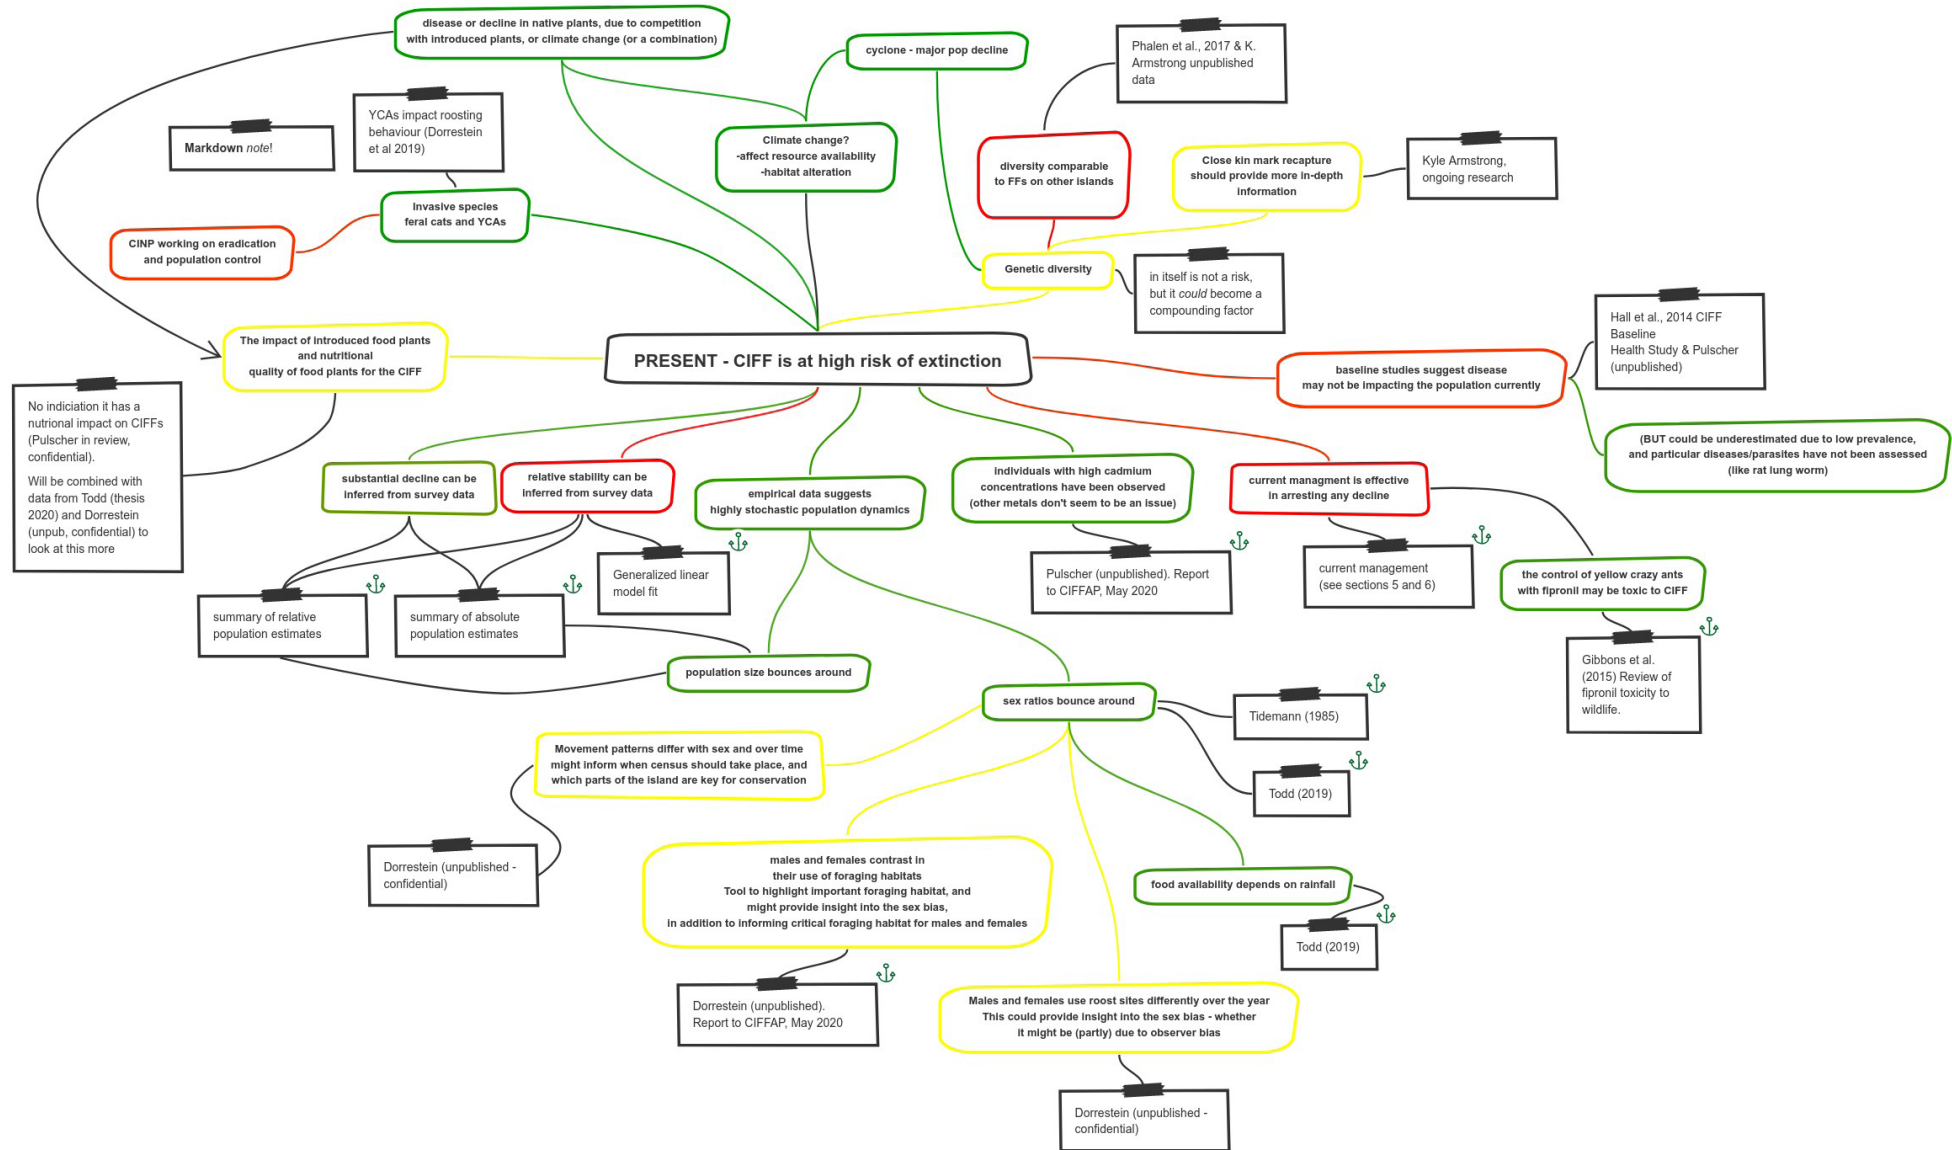 disease or decline in native plants, due to competition
with introduced plants, or climate change (or a combination)
cyclone - major pop decline
Phalen et al., 2017 & K.
Armstrong unpublished
data
YCAs impact roosting
behaviour (Dorrestein
et al 2019)
Markdown note!
Climate change?
-affect resource availability
-habitat alteration
diversity comparable
to FFs on other islands
Close kin mark recapture
should provide more in-depth
information
Kyle Armstrong,
ongoing research
Invasive species
feral cats and YCAs
CINP working on eradication
and population control
Genetic diversity
in itself is not a risk,
but it could become a
compounding factor
Hall et al., 2014 CIFF
Baseline
Health Study & Pulscher
(unpublished)
The impact of introduced food plants
and nutritional
quality of food plants for the CIFF
PRESENT - CIFF is at high risk of extinction
baseline studies suggest disease
may not be impacting the population currently
No indiciation it has a
nutrional impact on CIFFs
(Pulscher in review,
confidential).
Will be combined with
data from Todd (thesis
2020) and Dorrestein
(unpub, confidential) to
look at this more
(BUT could be underestimated due to low prevalence,
and particular diseases/parasites have not been assessed
(like rat lung worm)
substantial decline can be
inferred from survey data
relative stability can be
inferred from survey data
empirical data suggests
highly stochastic population dynamics
individuals with high cadmium
concentrations have been observed
(other metals don't seem to be an issue)
current managment is effective
in arresting any decline
Generalized linear
model fit
Pulscher (unpublished). Report
to CIFFAP, May 2020
current management
(see sections 5 and 6)
the control of yellow crazy ants
with fipronil may be toxic to CIFF
summary of relative
population estimates
summary of absolute
population estimates
population size bounces around
Gibbons et al.
(2015) Review of
fipronil toxicity to
wildlife.
sex ratios bounce around
Tidemann (1985)
Movement patterns differ with sex and over time
might inform when census should take place, and
which parts of the island are key for conservation
Todd (2019)
Dorrestein (unpublished -
confidential)
males and females contrast in
their use of foraging habitats
Tool to highlight important foraging habitat, and
might provide insight into the sex bias,
in addition to informing critical foraging habitat for males and females
food availability depends on rainfall
Todd (2019)
Dorrestein (unpublished).
Report to CIFFAP, May 2020
Males and females use roost sites differently over the year
This could provide insight into the sex bias - whether
it might be (partly) due to observer bias
Dorrestein (unpublished -
confidential)